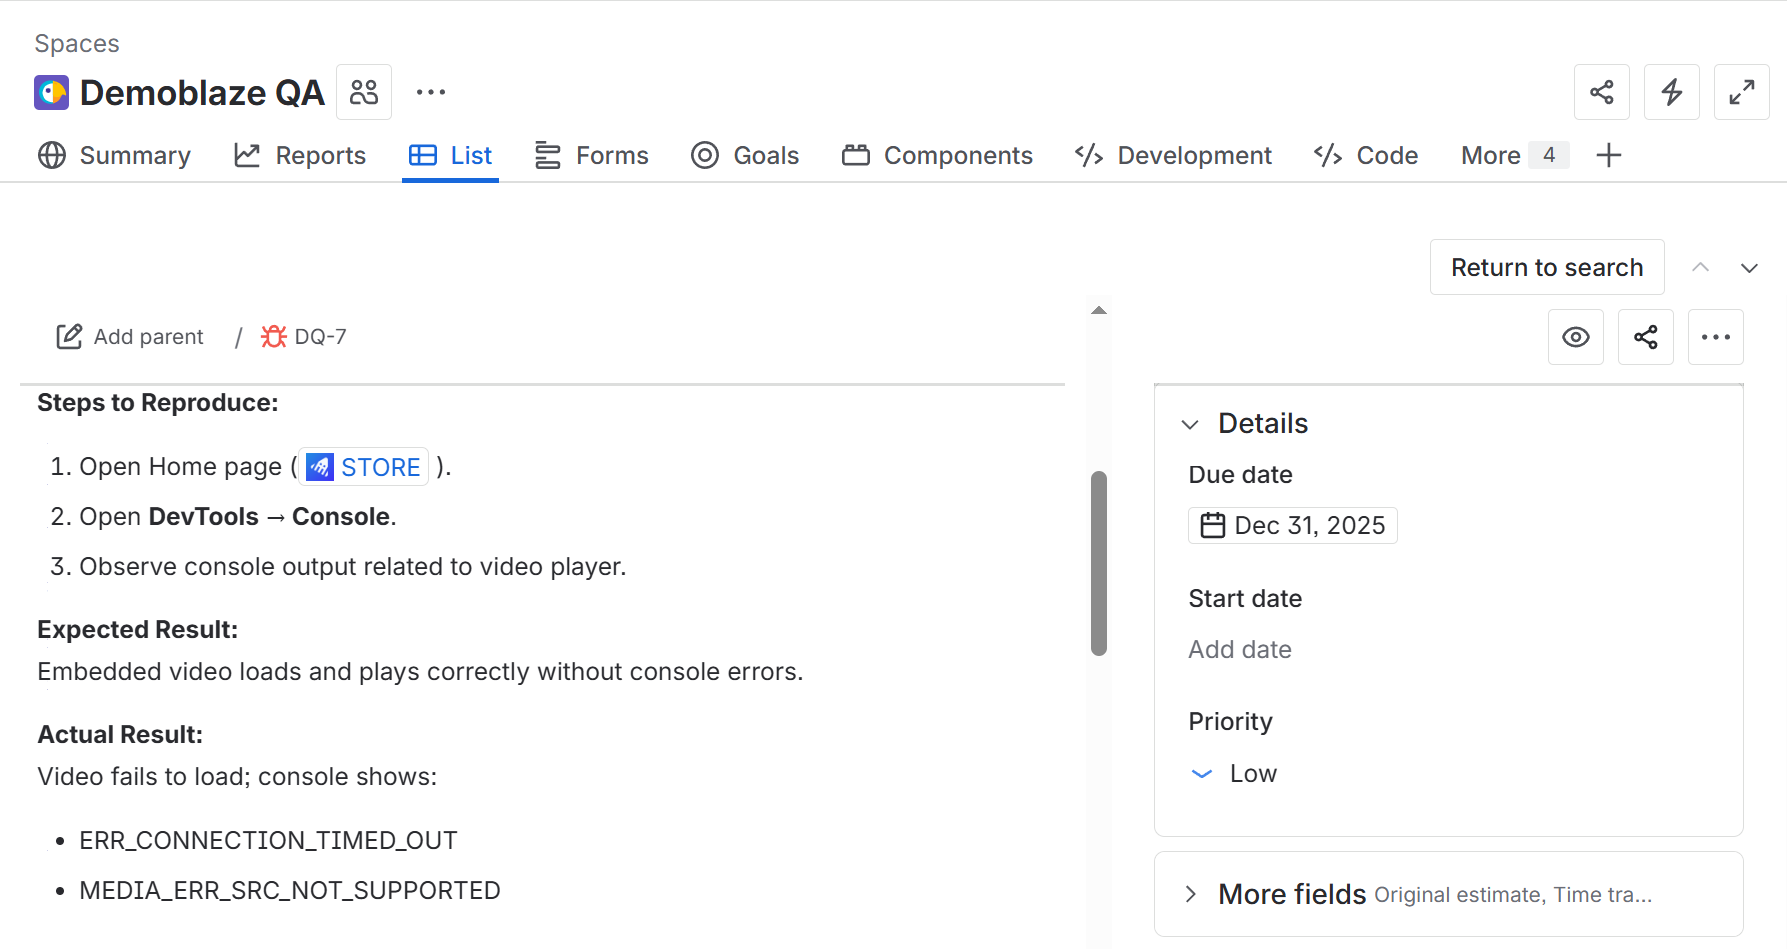 Spaces
Demoblaze QA
Summary Reports List Forms Goals Components Development Code More 4
Return to search
Add parent / DQ-7
Steps to Reproduce:
1. Open Home page ( STORE ).
2. Open DevTools → Console.
3. Observe console output related to video player.
Expected Result:
Embedded video loads and plays correctly without console errors.
Actual Result:
Video fails to load; console shows:
• ERR_CONNECTION_TIMED_OUT
• MEDIA_ERR_SRC_NOT_SUPPORTED
Details
Due date
Dec 31, 2025
Start date
Add date
Priority
Low
More fields Original estimate, Time tra...